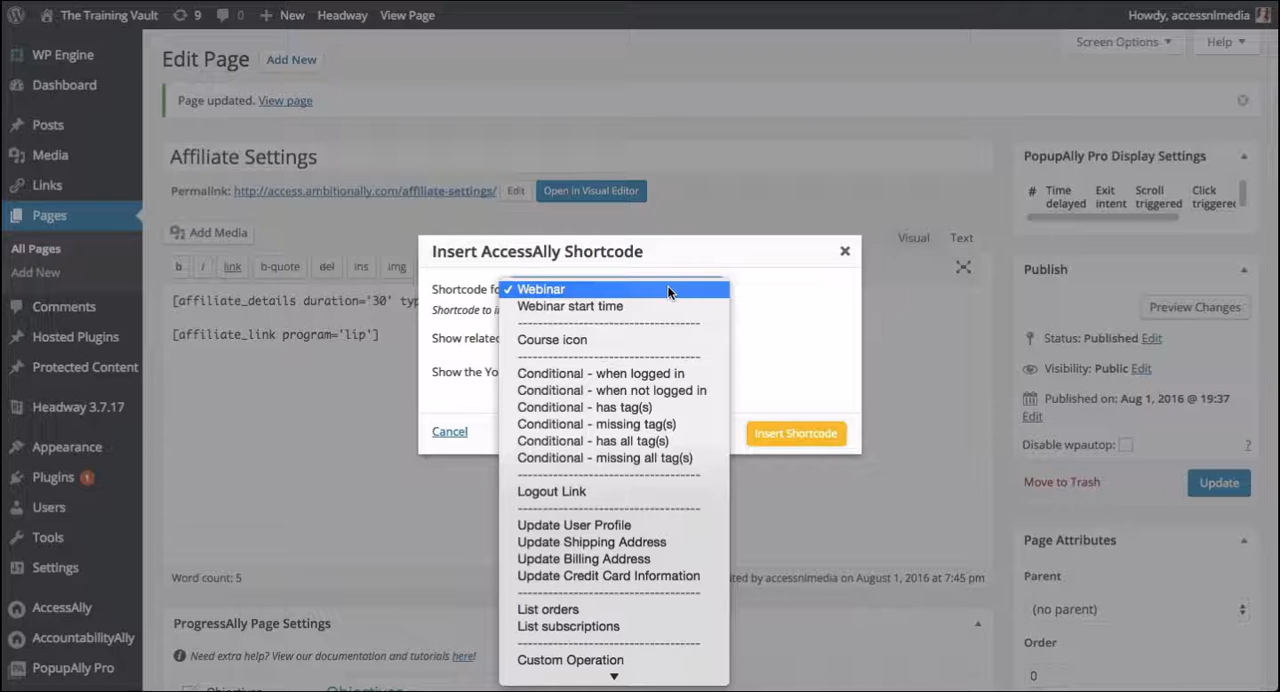 The Training Vault 9 0 New Headway View Page Howdy, accessnlmedia
WP Engine
Dashboard
Posts
Media
Links
Pages
All Pages
Add New
Comments
Hosted Plugins
Protected Content
Headway 3.7.17
Appearance
Plugins 1
Users
Tools
Settings
AccessAlly
AccountabilityAlly
PopupAlly Pro
Screen Options Help
Edit Page Add New
Page updated. View page
Affiliate Settings
Permalink: http://access.ambitionally.com/affiliate-settings/ Edit Open in Visual Editor
Add Media Visual Text
b i link b-quote del ins img
[affiliate_details duration='30' typ
[affiliate_link program='lip']
Word count: 5
ited by accessnlmedia on August 1, 2016 at 7:45 pm
ProgressAlly Page Settings
Need extra help? View our documentation and tutorials here!
Objectives Objectives
Insert AccessAlly Shortcode
Shortcode fo
Shortcode to i
Show relate
Show the Yo
Cancel
Insert Shortcode
✓ Webinar
Webinar start time
Course icon
Conditional - when logged in
Conditional - when not logged in
Conditional - has tag(s)
Conditional - missing tag(s)
Conditional - has all tag(s)
Conditional - missing all tag(s)
Logout Link
Update User Profile
Update Shipping Address
Update Billing Address
Update Credit Card Information
List orders
List subscriptions
Custom Operation
PopupAlly Pro Display Settings
# Time delayed Exit intent Scroll triggered Click triggered
Publish
Preview Changes
Status: Published Edit
Visibility: Public Edit
Published on: Aug 1, 2016 @ 19:37
Edit
Disable wpautop: ?
Move to Trash Update
Page Attributes
Parent
(no parent)
Order
0